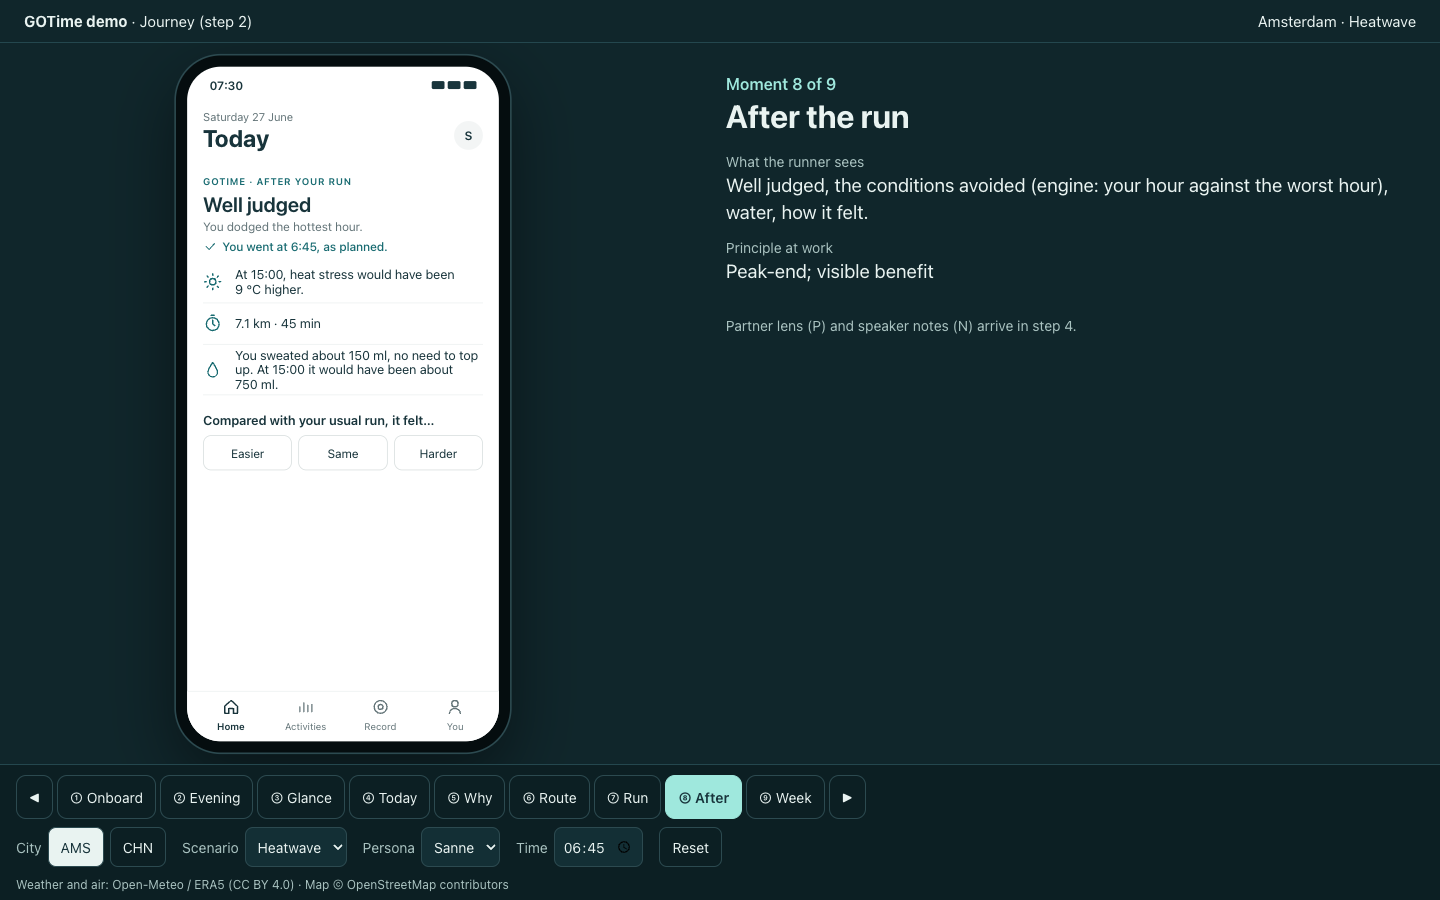 GOTime demo · Journey (step 2)
Amsterdam · Heatwave
07:30
Saturday 27 June
Today
S
GOTIME · AFTER YOUR RUN
Well judged
You dodged the hottest hour.
You went at 6:45, as planned.
At 15:00, heat stress would have been
9 °C higher.
7.1 km · 45 min
You sweated about 150 ml, no need to top
up. At 15:00 it would have been about
750 ml.
Compared with your usual run, it felt...
Easier
Same
Harder
Home
Activities
Record
You
Moment 8 of 9
After the run
What the runner sees
Well judged, the conditions avoided (engine: your hour against the worst hour),
water, how it felt.
Principle at work
Peak-end; visible benefit
Partner lens (P) and speaker notes (N) arrive in step 4.
◀ ① Onboard ② Evening ③ Glance ④ Today ⑤ Why ⑥ Route ⑦ Run ⑧ After ⑨ Week ▶
City AMS CHN Scenario Heatwave Persona Sanne Time 06:45 Reset
Weather and air: Open-Meteo / ERA5 (CC BY 4.0) · Map © OpenStreetMap contributors